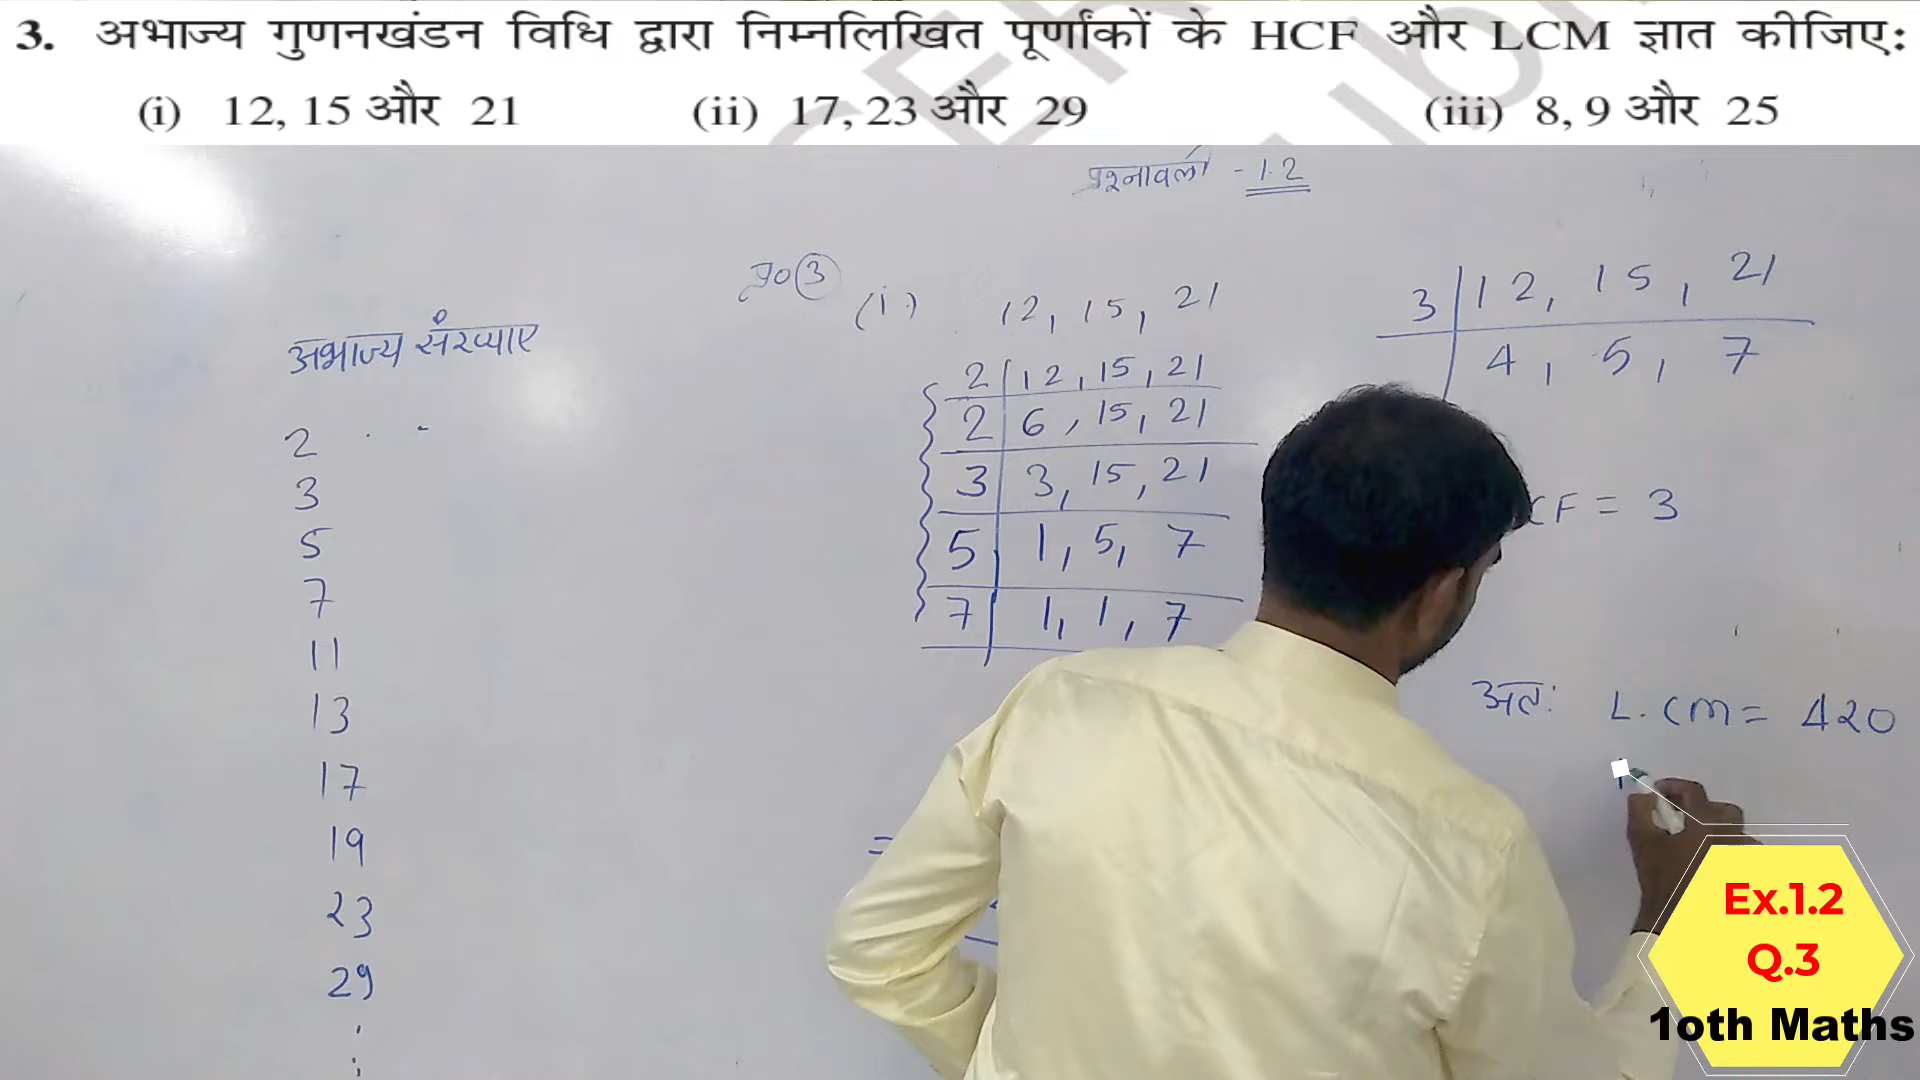 3. अभाज्य गुणनखंडन विधि द्वारा निम्नलिखित पूर्णांकों के HCF और LCM ज्ञात कीजिए:
(i) 12, 15 और 21 (ii) 17, 23 और 29 (iii) 8, 9 और 25
प्रश्नावली - 1.2
प्र० 3 (i) 12, 15, 21
2 | 12, 15, 21
2 | 6, 15, 21
3 | 3, 15, 21
5 | 1, 5, 7
7 | 1, 1, 7
=
3 | 12, 15, 21
4, 5, 7
CF = 3
अतः L.CM = 420
अभाज्य संख्याएं
2
3
5
7
11
13
17
19
23
29
Ex.1.2
Q.3
1oth Maths